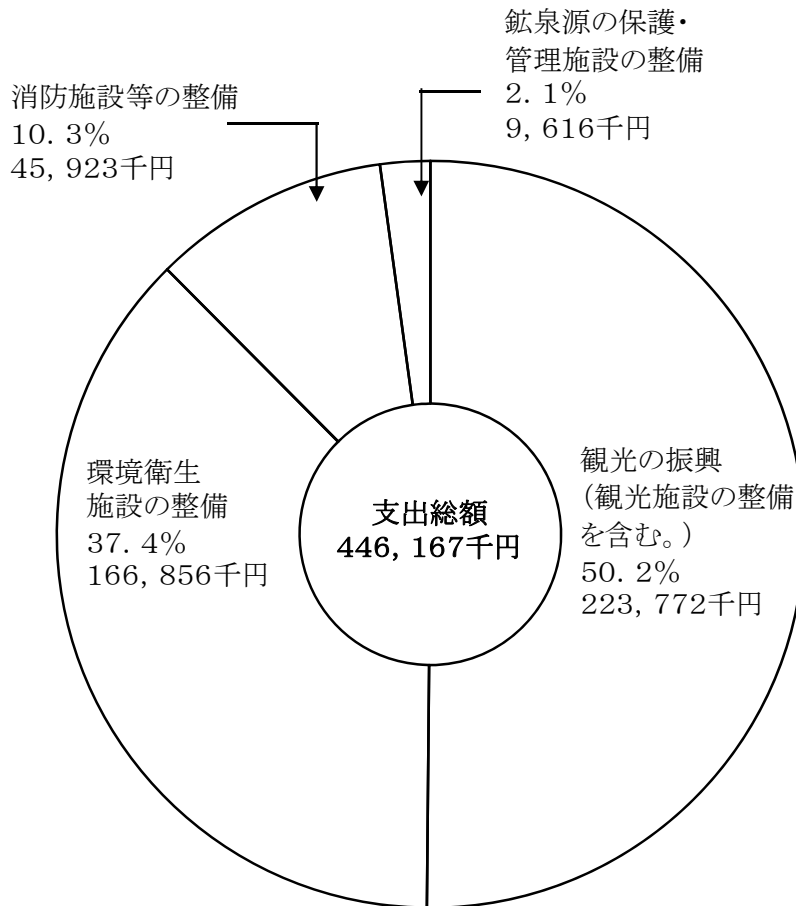 鉱泉源の保護・
管理施設の整備
2．1％
9，616千円
消防施設等の整備
10．3％
45，923千円
環境衛生
施設の整備
37．4％
166，856千円
支出総額
446，167千円
観光の振興
（観光施設の整備
を含む。）
50．2％
223，772千円